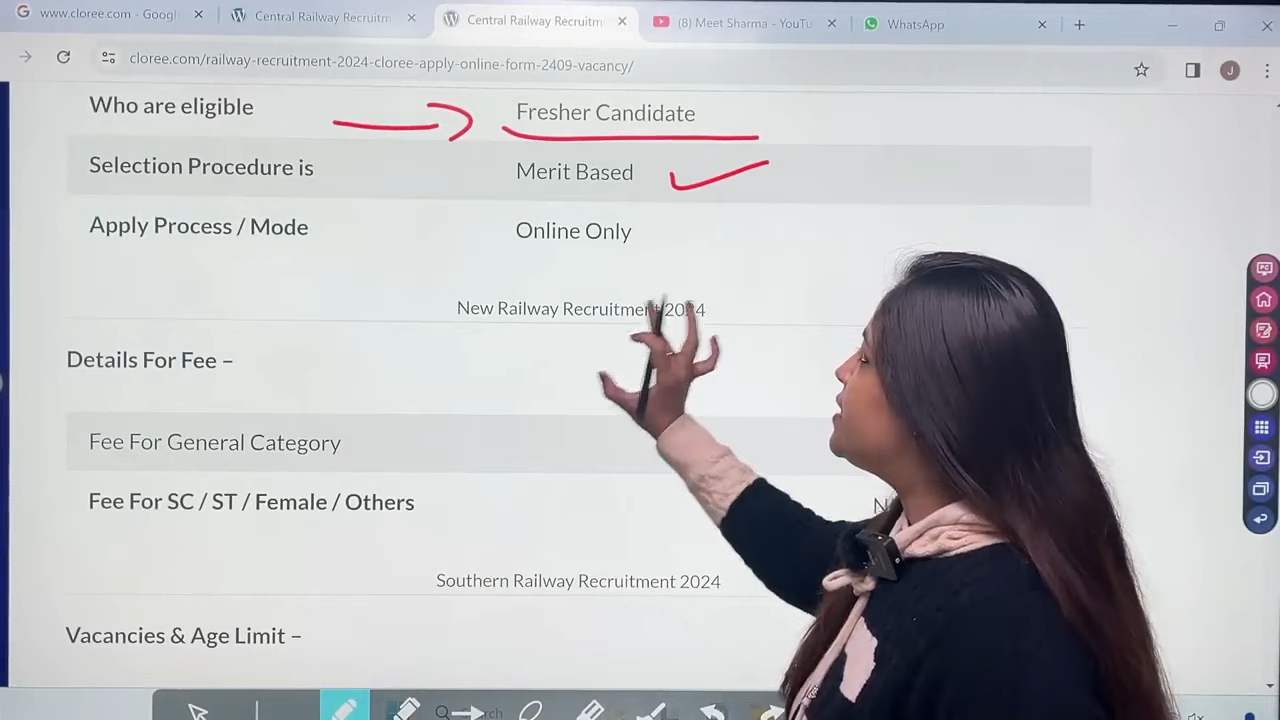 www.cloree.com - Googl
Central Railway Recruitm
Central Railway Recruitm
(8) Meet Sharma - YouTu
WhatsApp
cloree.com/railway-recruitment-2024-cloree-apply-online-form-2409-vacancy/
J
Who are eligible
Fresher Candidate
Selection Procedure is
Merit Based
Apply Process / Mode
Online Only
New Railway Recruitment 2024
Details For Fee –
Fee For General Category
Fee For SC / ST / Female / Others
Southern Railway Recruitment 2024
Vacancies & Age Limit –
PC